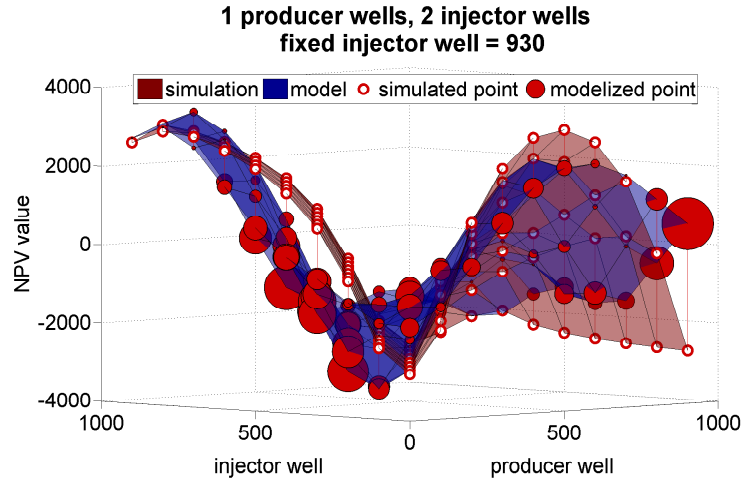 1 producer wells, 2 injector wells
fixed injector well = 930
simulation model simulated point modelized point
4000
2000
0
-2000
-4000
NPV value
1000
500
0
500
1000
injector well
producer well